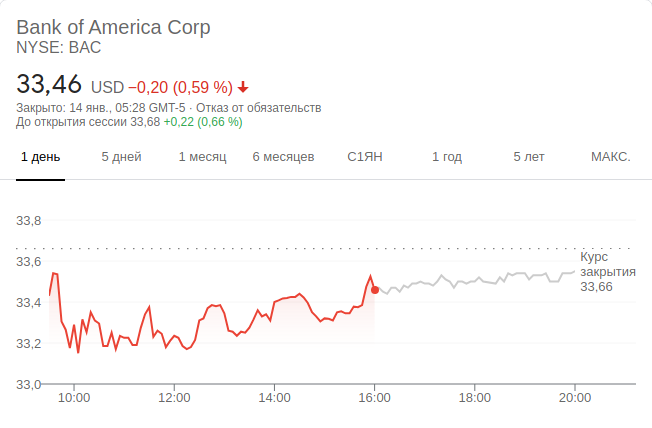 Bank of America Corp
NYSE: BAC
33,46 USD −0,20 (0,59 %)
Закрыто: 14 янв., 05:28 GMT-5 · Отказ от обязательств
До открытия сессии 33,68 +0,22 (0,66 %)
1 день 5 дней 1 месяц 6 месяцев С1ЯН 1 год 5 лет МАКС.
33,8
33,6
33,4
33,2
33,0
Курс
закрытия
33,66
10:00 12:00 14:00 16:00 18:00 20:00